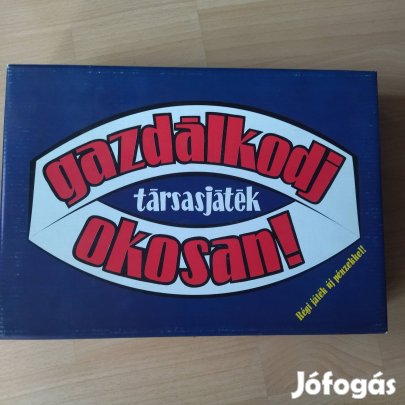 gazdálkodj
társasjáték
okosan!
Régi játék új pénzekkel!
Jófogás